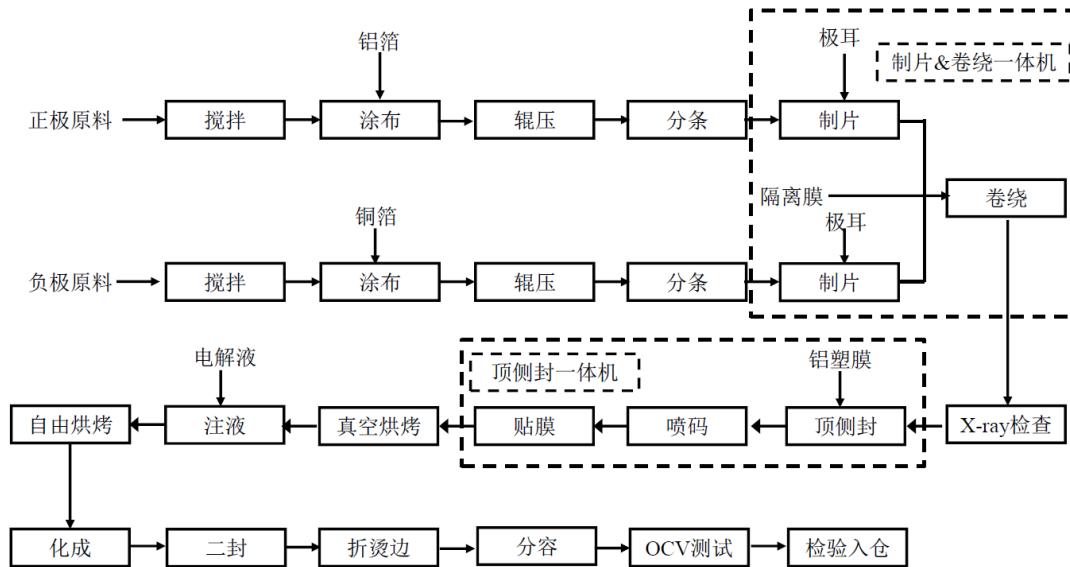 铝箔
极耳
制片&卷绕一体机
正极原料
搅拌
涂布
辊压
分条
制片
隔离膜
卷绕
铜箔
极耳
负极原料
搅拌
涂布
辊压
分条
制片
电解液
顶侧封一体机
铝塑膜
自由烘烤
注液
真空烘烤
贴膜
喷码
顶侧封
X-ray检查
化成
二封
折烫边
分容
OCV测试
检验入仓